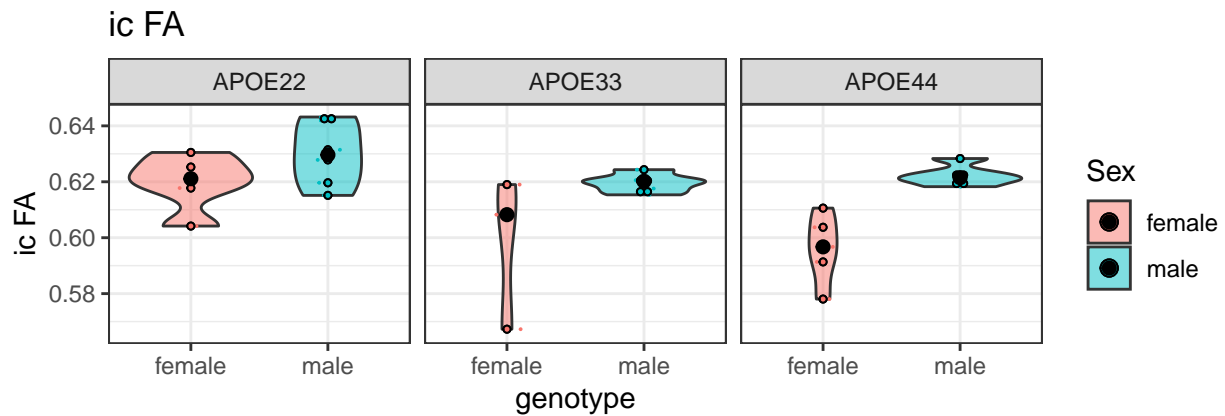 ic FA
APOE22 APOE33 APOE44
0.64
0.62
0.60
0.58
ic FA
female male female male female male
genotype
Sex
female
male